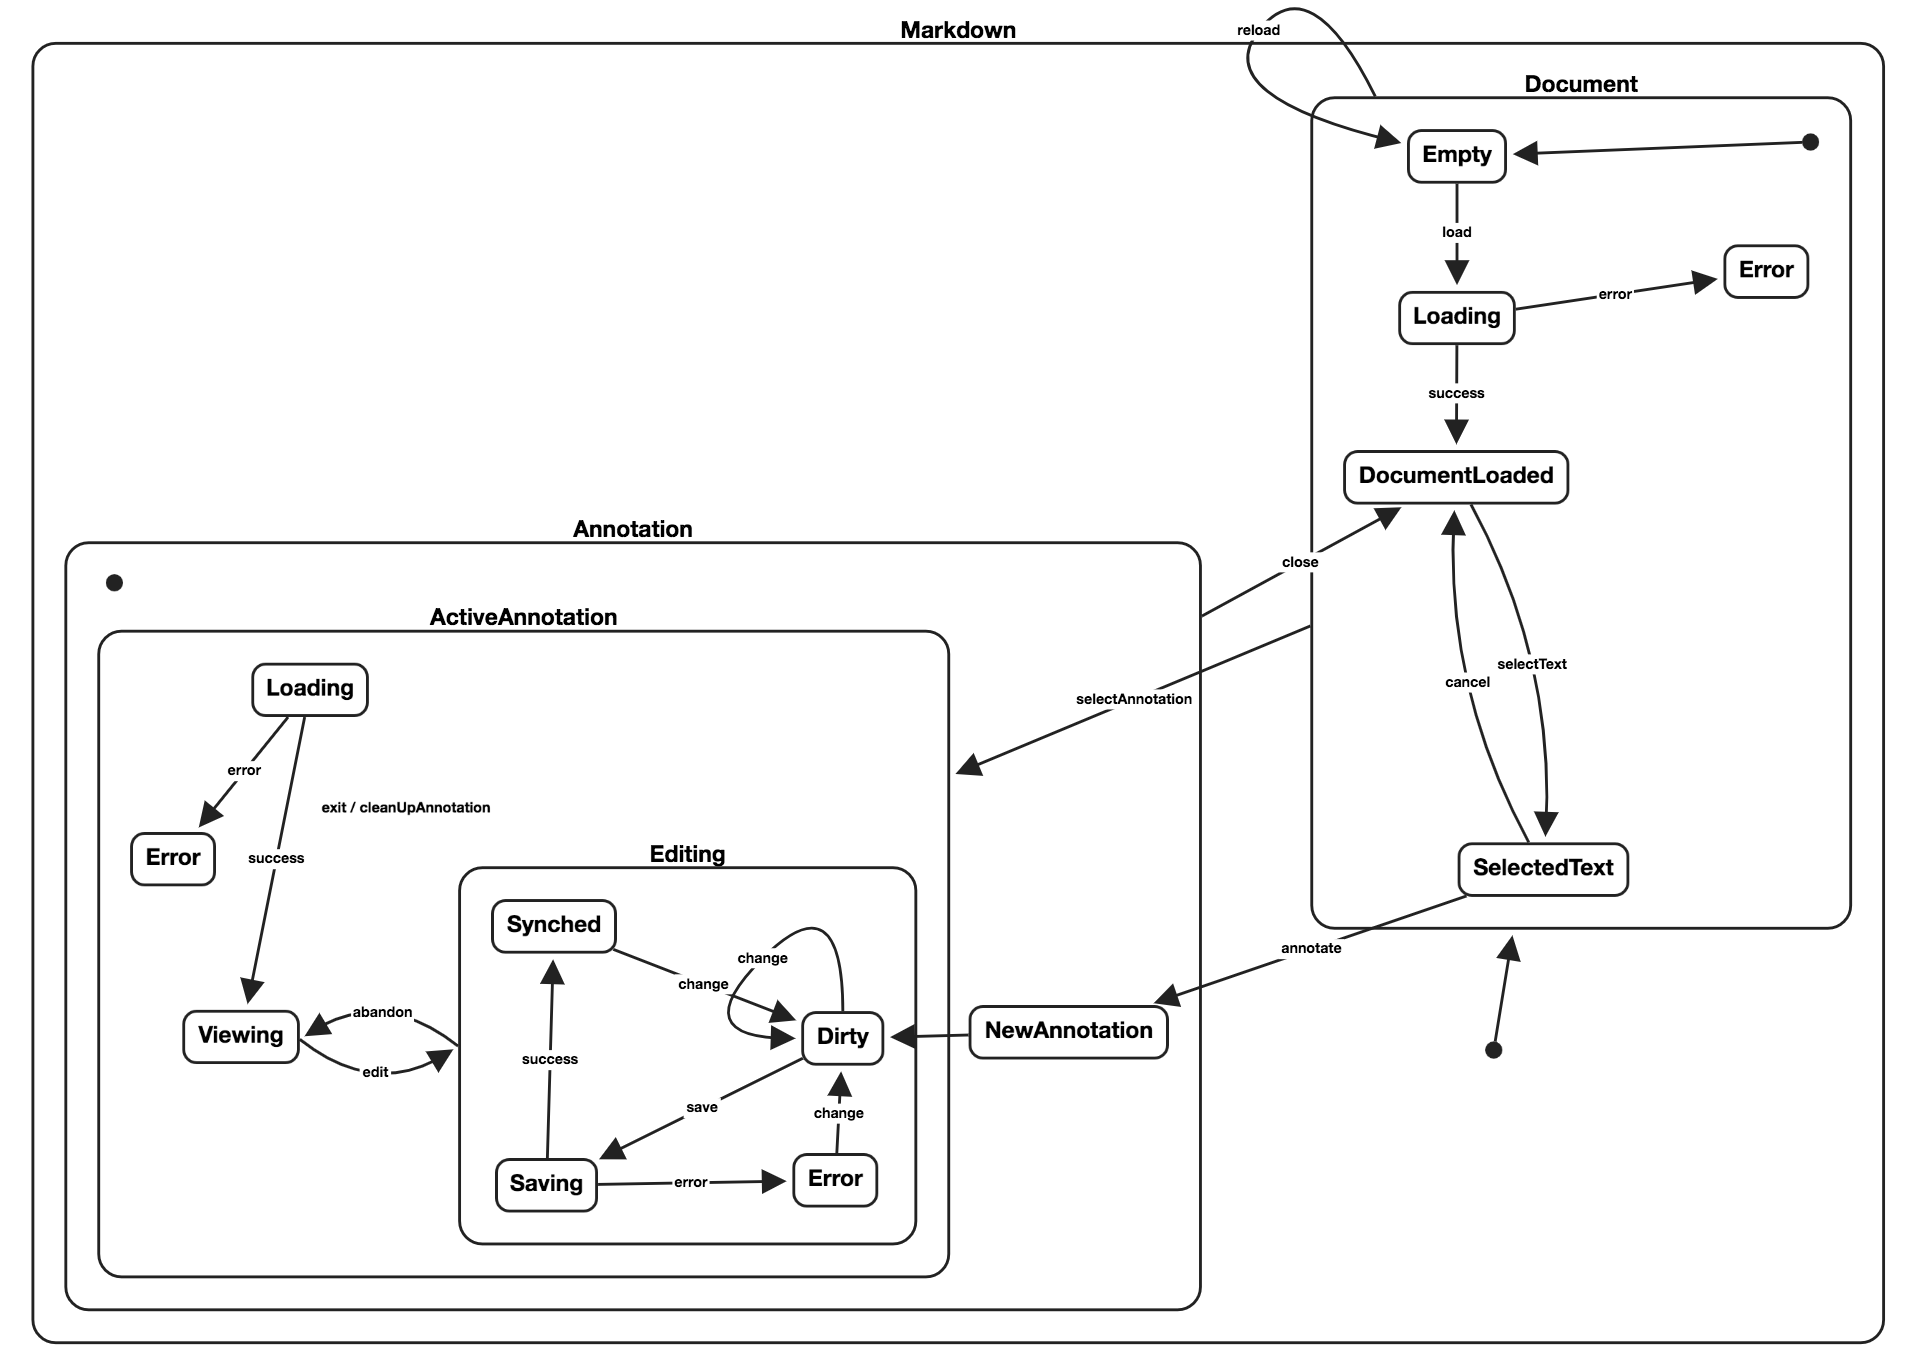 Markdown
reload
Document
Empty
load
Error
error
Loading
success
DocumentLoaded
Annotation
close
ActiveAnnotation
selectText
cancel
selectAnnotation
Loading
error
exit / cleanUpAnnotation
Error
success
Editing
SelectedText
Synched
change
change
annotate
abandon
Viewing
Dirty
NewAnnotation
success
edit
save
change
Saving
error
Error